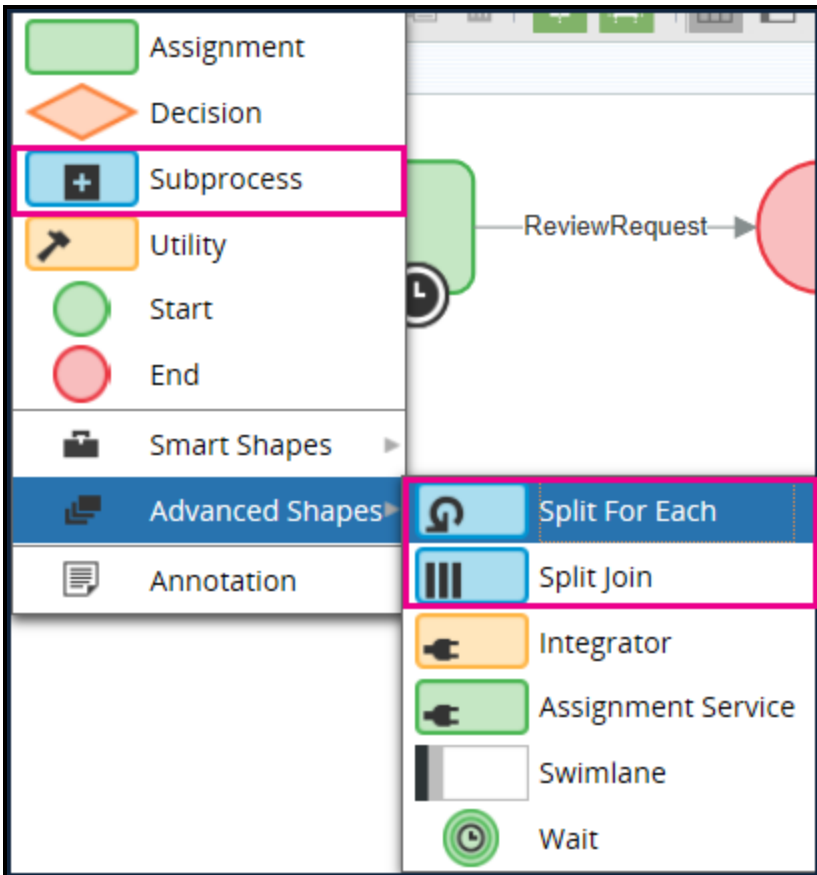 Assignment
Decision
Subprocess
Utility
Start
End
Smart Shapes
Advanced Shapes
Annotation
ReviewRequest
Split For Each
Split Join
Integrator
Assignment Service
Swimlane
Wait